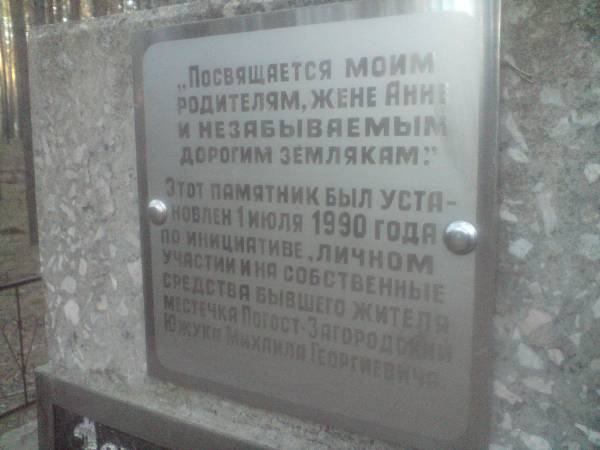 „Посвящается моим
родителям, жене Анне
и незабываемым
дорогим землякам:"
Этот памятник был уста-
новлен 1 июля 1990 года
по инициативе, личном
участии и на собственные
средства бывшего жителя
местечка Погост-Загородский
Южука Михаила Георгиевича.